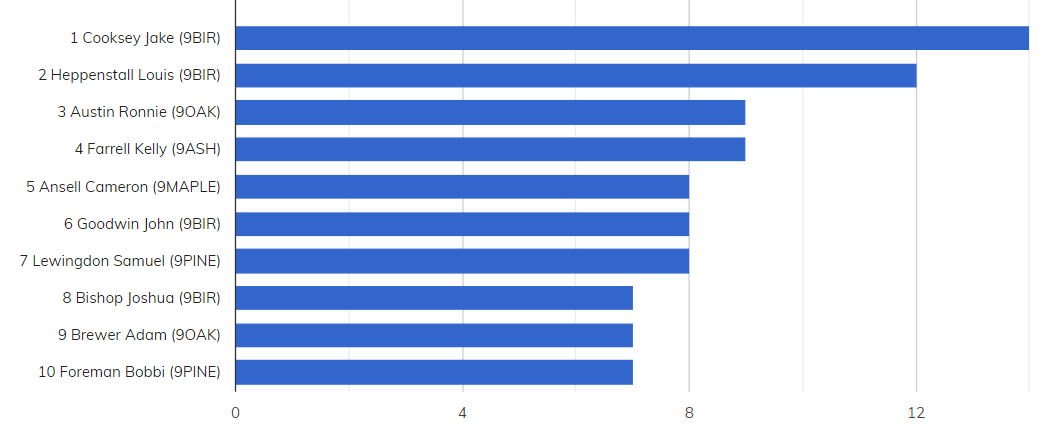 1 Cooksey Jake (9BIR)
2 Heppenstall Louis (9BIR)
3 Austin Ronnie (9OAK)
4 Farrell Kelly (9ASH)
5 Ansell Cameron (9MAPLE)
6 Goodwin John (9BIR)
7 Lewingdon Samuel (9PINE)
8 Bishop Joshua (9BIR)
9 Brewer Adam (9OAK)
10 Foreman Bobbi (9PINE)
0 4 8 12